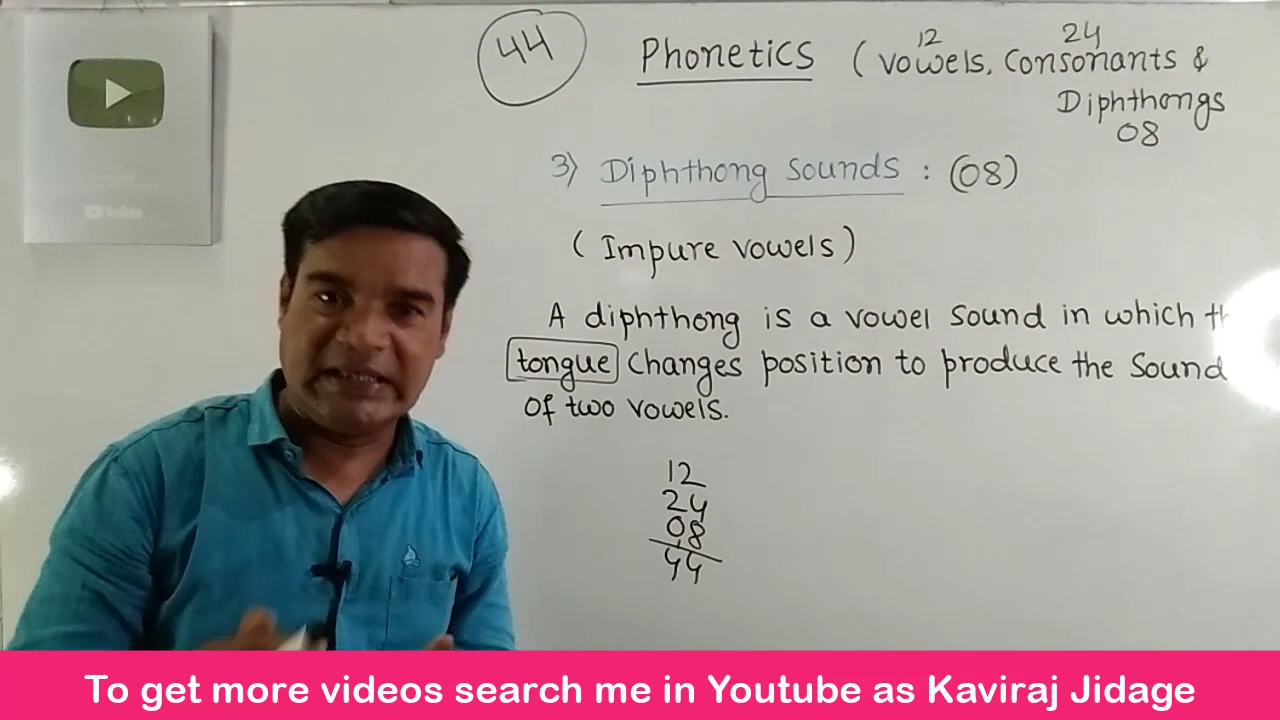 44
Phonetics (Vowels, Consonants &
12 24
Diphthongs
08
3) Diphthong Sounds : (08)
(Impure vowels)
A diphthong is a vowel sound in which th
tongue changes position to produce the sound
of two vowels.
12
24
08
44
YouTube
To get more videos search me in Youtube as Kaviraj Jidage